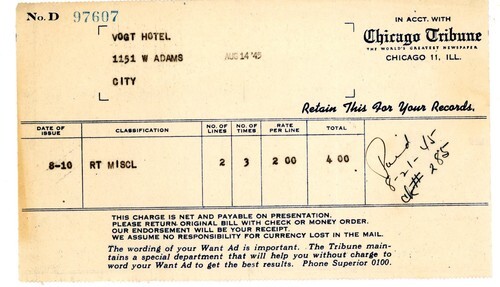 No. D 97607
VOGT HOTEL
1151 W ADAMS
CITY
AUG 14 '45
IN ACCT. WITH
Chicago Tribune
THE WORLD'S GREATEST NEWSPAPER
CHICAGO 11, ILL.
Retain This For Your Records.
DATE OF ISSUE CLASSIFICATION NO. OF LINES NO. OF TIMES RATE PER LINE TOTAL
8-10 RT MISCL 2 3 2 00 4 00
Paid
8-21-45
ck# 285
THIS CHARGE IS NET AND PAYABLE ON PRESENTATION.
PLEASE RETURN ORIGINAL BILL WITH CHECK OR MONEY ORDER.
OUR ENDORSEMENT WILL BE YOUR RECEIPT.
WE ASSUME NO RESPONSIBILITY FOR CURRENCY LOST IN THE MAIL.
The wording of your Want Ad is important. The Tribune main-
tains a special department that will help you without charge to
word your Want Ad to get the best results. Phone Superior 0100.